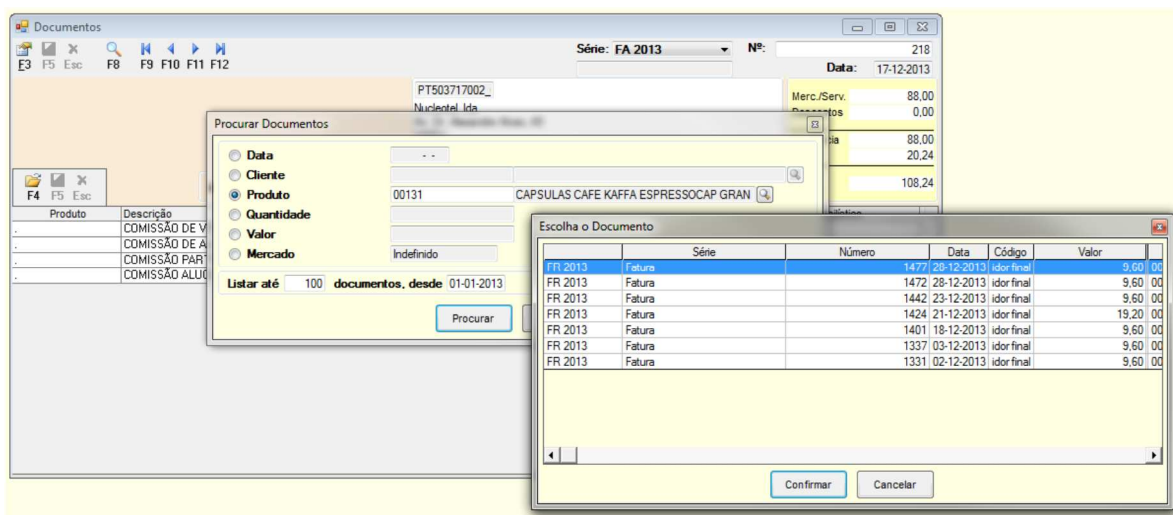 Documentos
Série: FA 2013 Nº: 218
F3 F5 Esc F8 F9 F10 F11 F12
Data: 17-12-2013
PT503717002_
Nucleotel, lda
Merc./Serv. 88,00
0,00
88,00
20,24
108,24
F4 F5 Esc
Produto Descrição
. COMISSÃO DE V
. COMISSÃO DE A
. COMISSÃO PART
. COMISSÃO ALUG
Procurar Documentos
Data - -
Cliente
Produto 00131 CAPSULAS CAFE KAFFA ESPRESSOCAP GRAN
Quantidade
Valor
Mercado Indefinido
Listar até 100 documentos, desde 01-01-2013
Procurar
Escolha o Documento
Série Número Data Código Valor
FR 2013 Fatura 1477 28-12-2013 idor final 9,60 00
FR 2013 Fatura 1472 28-12-2013 idor final 9,60 00
FR 2013 Fatura 1442 23-12-2013 idor final 9,60 00
FR 2013 Fatura 1424 21-12-2013 idor final 19,20 00
FR 2013 Fatura 1401 18-12-2013 idor final 9,60 00
FR 2013 Fatura 1337 03-12-2013 idor final 9,60 00
FR 2013 Fatura 1331 02-12-2013 idor final 9,60 00
Confirmar Cancelar